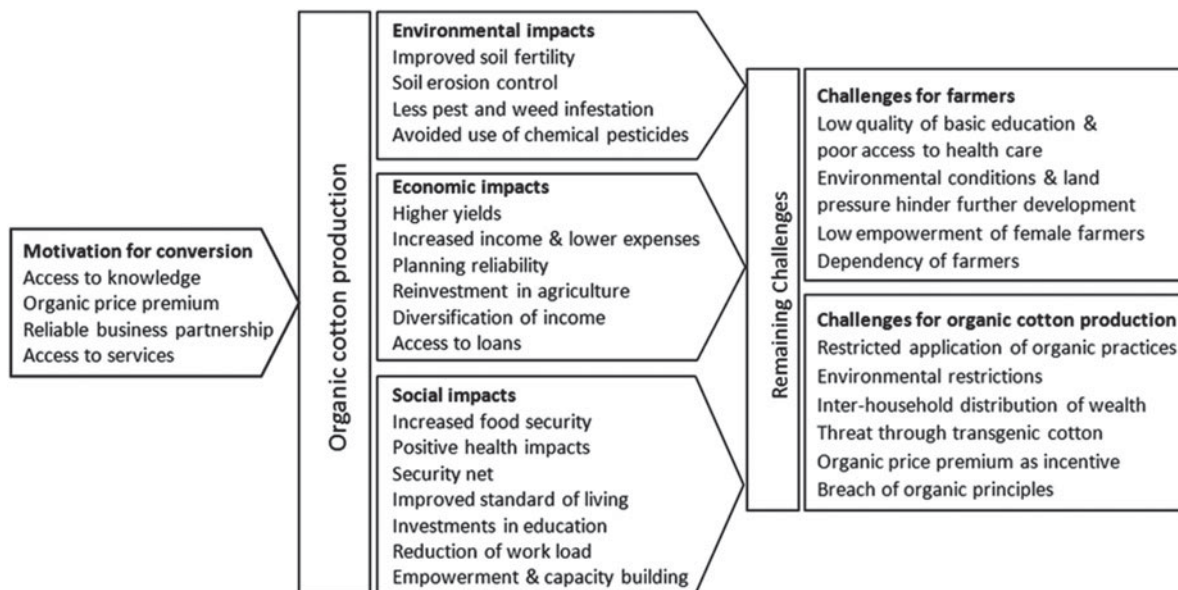 Motivation for conversion
Access to knowledge
Organic price premium
Reliable business partnership
Access to services
Organic cotton production
Environmental impacts
Improved soil fertility
Soil erosion control
Less pest and weed infestation
Avoided use of chemical pesticides
Economic impacts
Higher yields
Increased income & lower expenses
Planning reliability
Reinvestment in agriculture
Diversification of income
Access to loans
Social impacts
Increased food security
Positive health impacts
Security net
Improved standard of living
Investments in education
Reduction of work load
Empowerment & capacity building
Remaining Challenges
Challenges for farmers
Low quality of basic education &
poor access to health care
Environmental conditions & land
pressure hinder further development
Low empowerment of female farmers
Dependency of farmers
Challenges for organic cotton production
Restricted application of organic practices
Environmental restrictions
Inter-household distribution of wealth
Threat through transgenic cotton
Organic price premium as incentive
Breach of organic principles